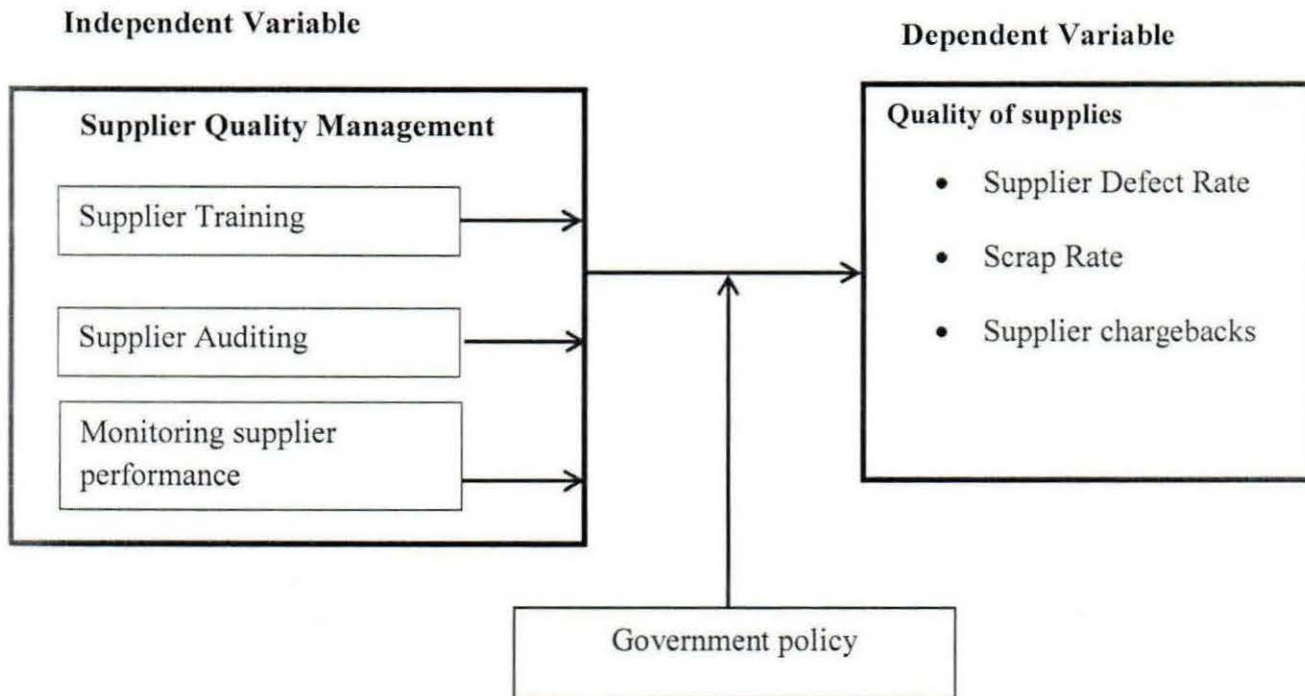 Independent Variable
Dependent Variable
Supplier Quality Management
Supplier Training
Supplier Auditing
Monitoring supplier
performance
Quality of supplies
• Supplier Defect Rate
• Scrap Rate
• Supplier chargebacks
Government policy